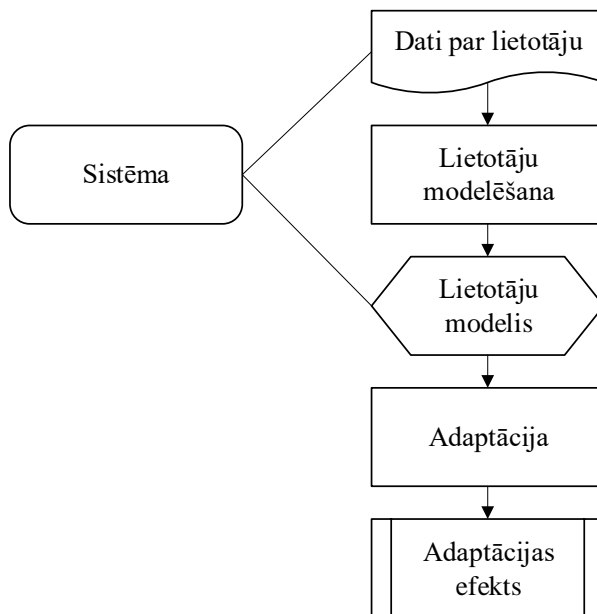 Dati par lietotāju
Sistēma
Lietotāju
modelēšana
Lietotāju
modelis
Adaptācija
Adaptācijas
efekts